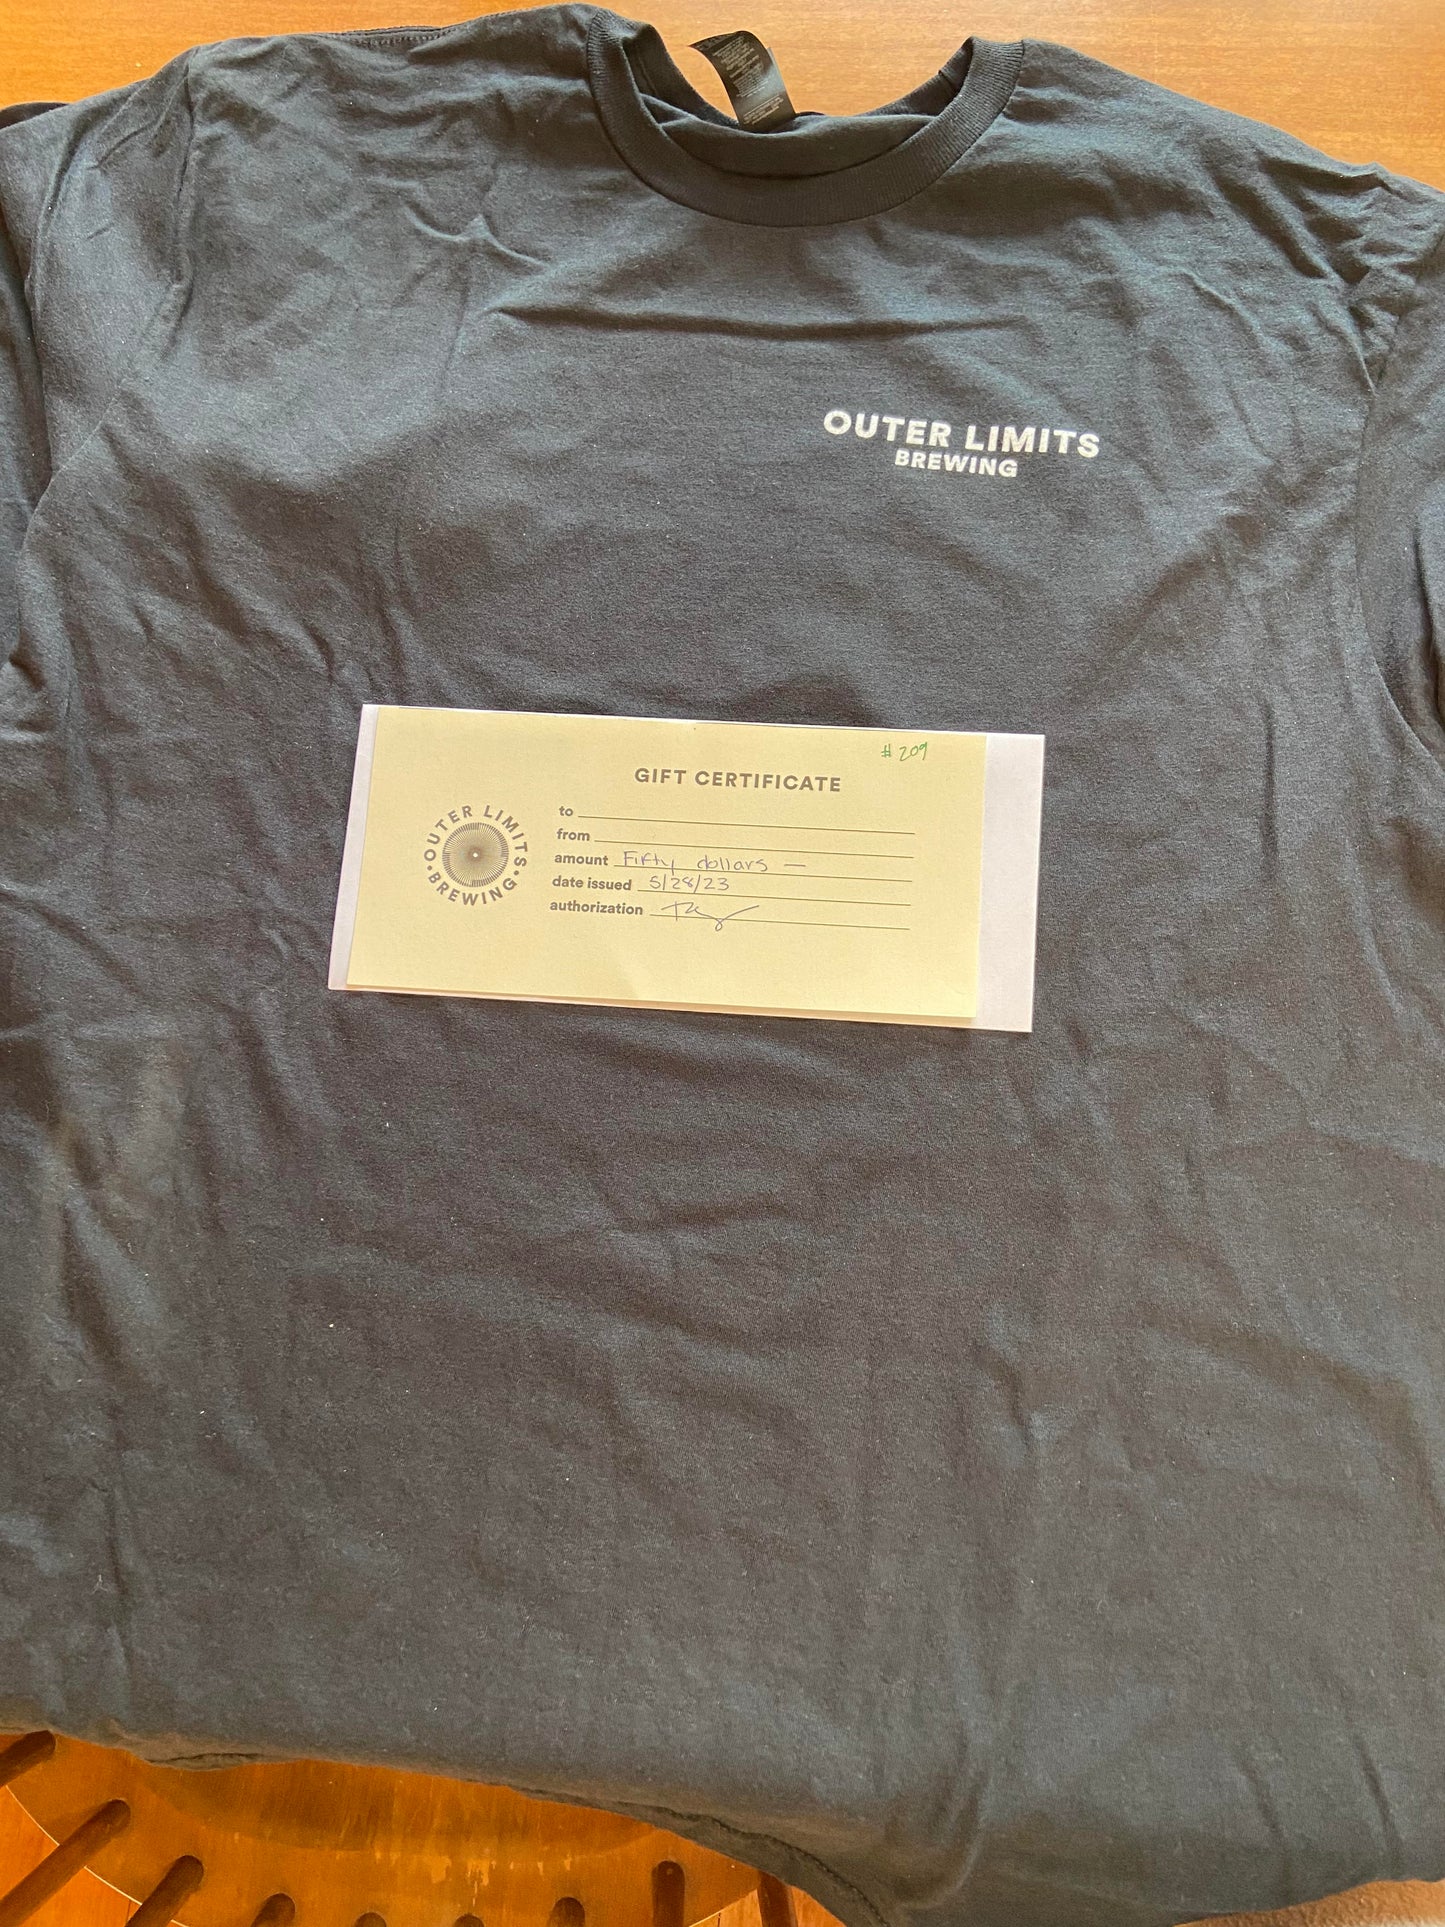 OUTER LIMITS
BREWING
# 209
GIFT CERTIFICATE
OUTER LIMITS
• BREWING •
to
from
amount Fifty dollars —
date issued 5/28/23
authorization